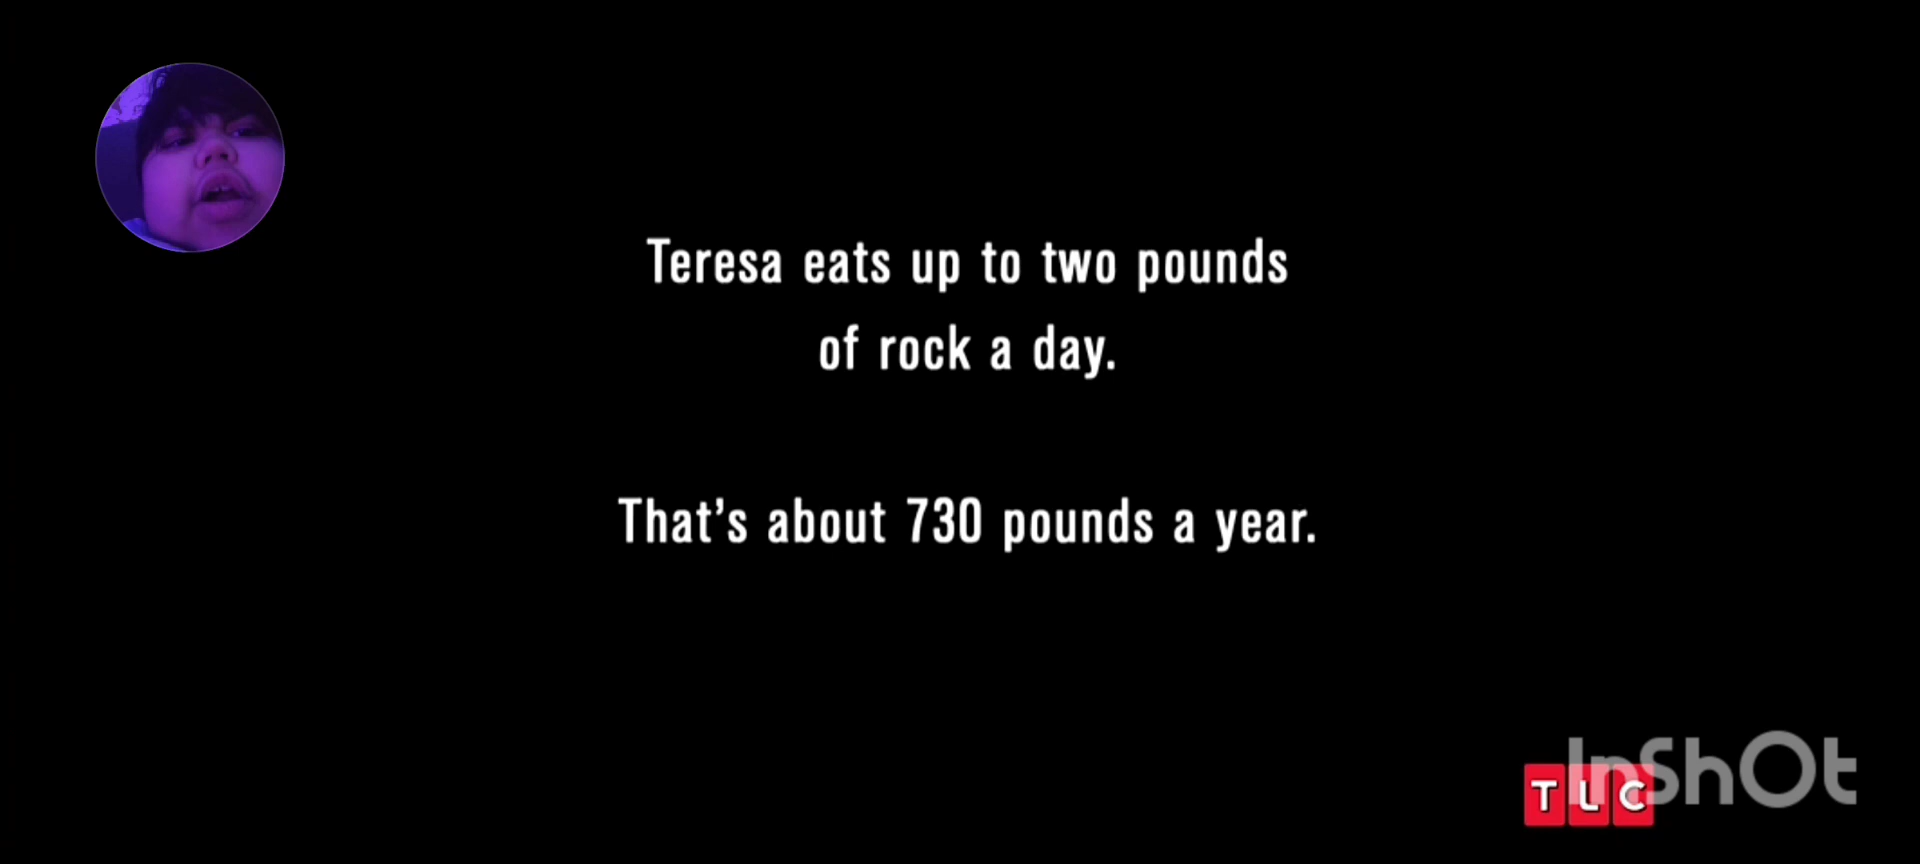 Teresa eats up to two pounds
of rock a day.
That's about 730 pounds a year.
InShOt
TLC